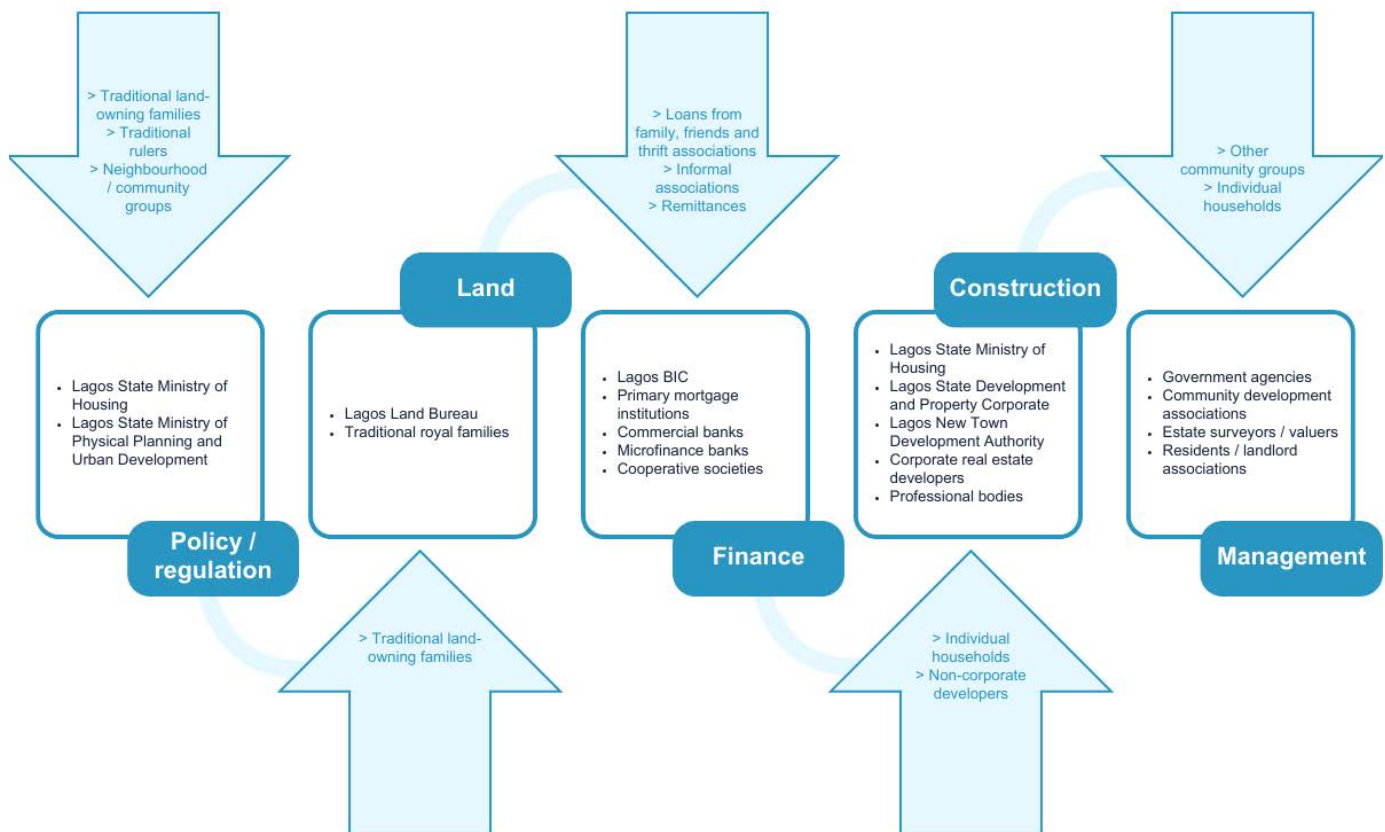 > Traditional land-
owning families
> Traditional
rulers
> Neighbourhood
/ community
groups
> Loans from
family, friends and
thrift associations
> Informal
associations
> Remittances
> Other
community groups
> Individual
households
Land
Construction
• Lagos State Ministry of
Housing
• Lagos State Ministry of
Physical Planning and
Urban Development
Policy /
regulation
• Lagos Land Bureau
• Traditional royal families
• Lagos BIC
• Primary mortgage
institutions
• Commercial banks
• Microfinance banks
• Cooperative societies
Finance
• Lagos State Ministry of
Housing
• Lagos State Development
and Property Corporate
• Lagos New Town
Development Authority
• Corporate real estate
developers
• Professional bodies
• Government agencies
• Community development
associations
• Estate surveyors / valuers
• Residents / landlord
associations
Management
> Traditional land-
owning families
> Individual
households
> Non-corporate
developers